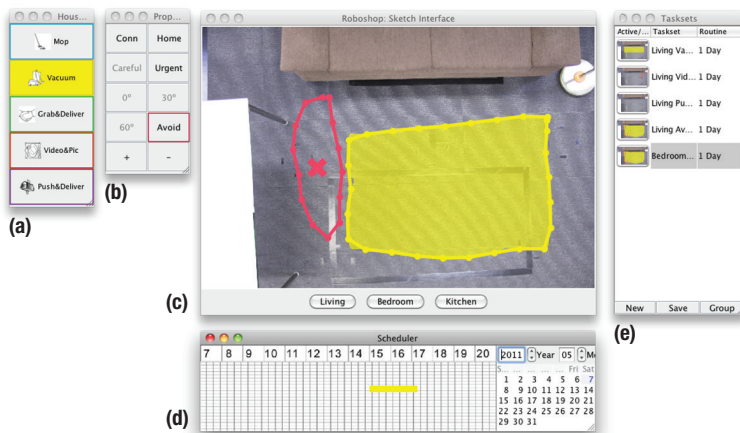 Hous...
Mop
Vacuum
Grab&Deliver
Video&Pic
Push&Deliver
(a)
Prop...
Conn Home
Careful Urgent
0° 30°
60° Avoid
+ -
(b)
Roboshop: Sketch Interface
Living Bedroom Kitchen
(c)
Scheduler
7 8 9 10 11 12 13 14 15 16 17 18 19 20
2011 Year 05 M
S... ... ... ... ... Fri Sat
1 2 3 4 5 6 7
8 9 10 11 12 13 14
15 16 17 18 19 20 21
22 23 24 25 26 27 28
29 30 31
(d)
Tasksets
Active/... Taskset Routine
Living Va... 1 Day
Living Vid... 1 Day
Living Pu... 1 Day
Living Av... 1 Day
Bedroom... 1 Day
New Save Group
(e)